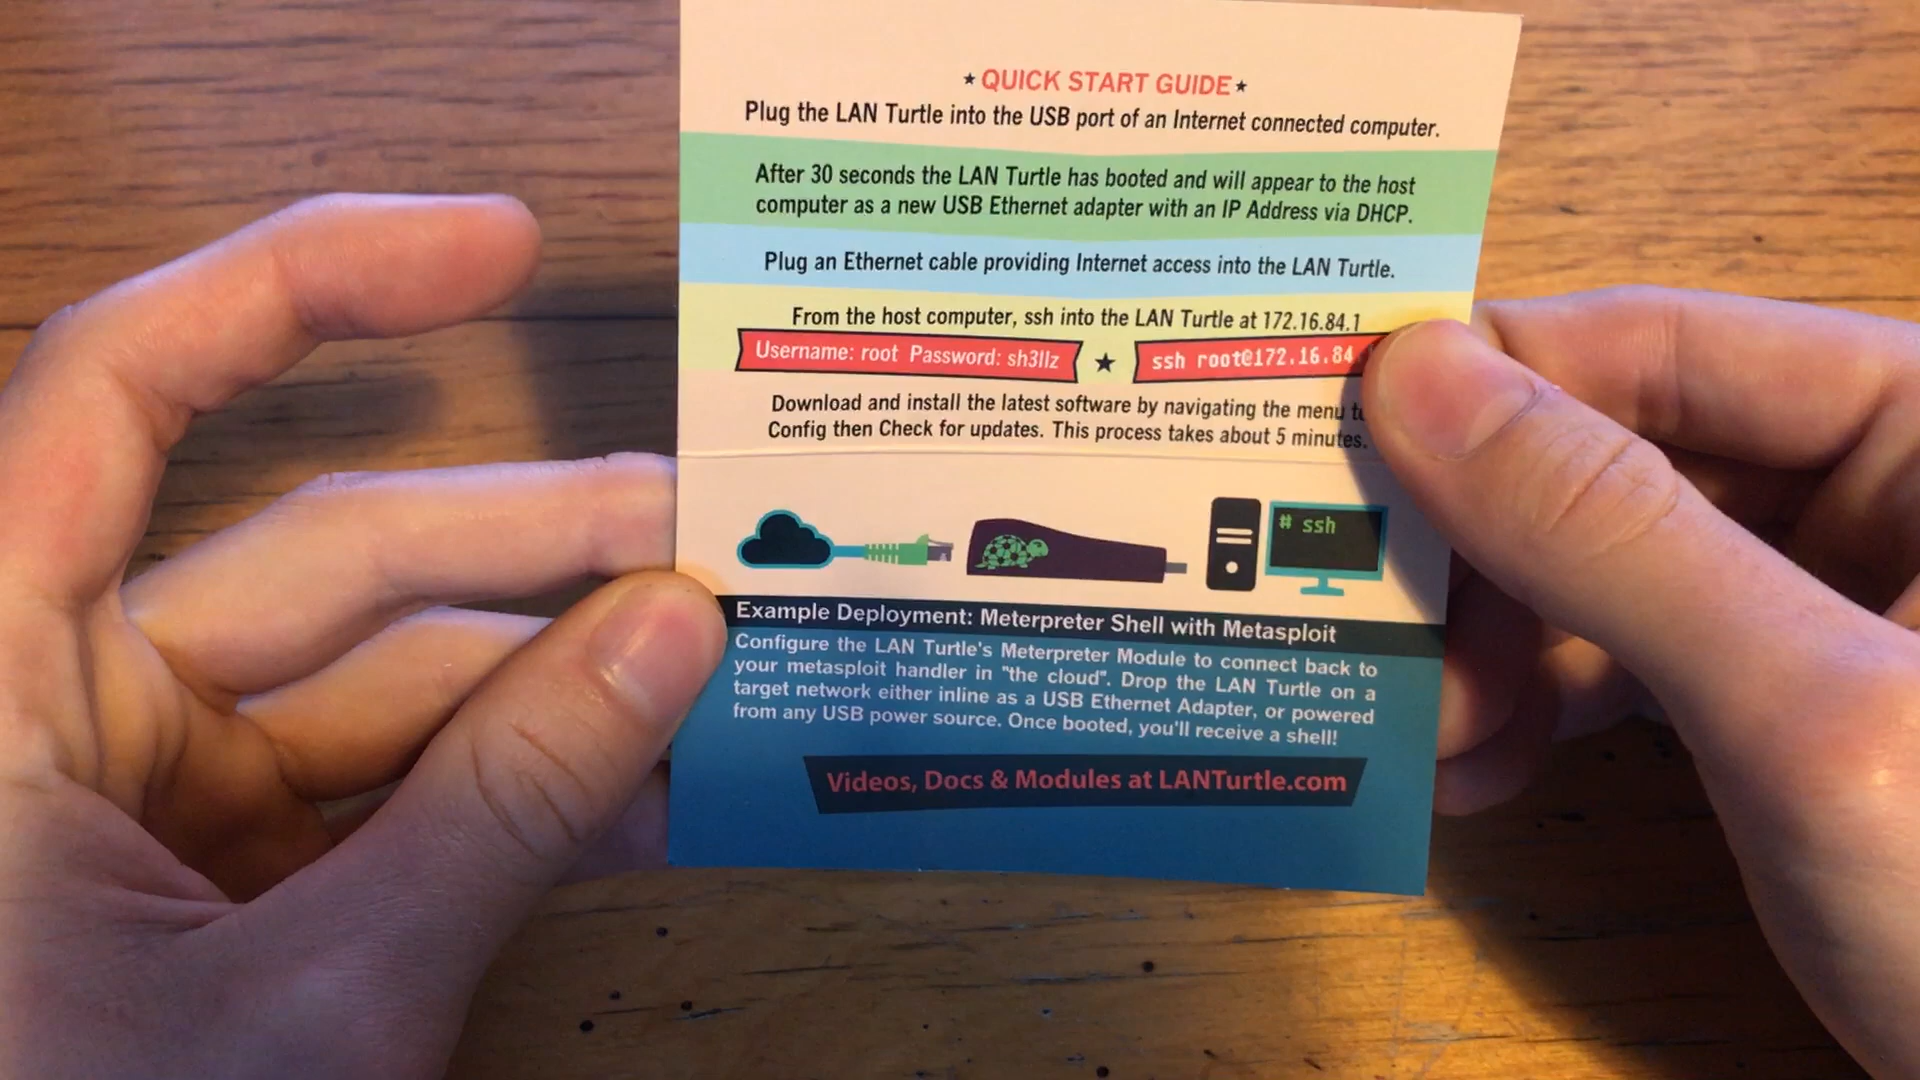 ★ QUICK START GUIDE ★
Plug the LAN Turtle into the USB port of an Internet connected computer.
After 30 seconds the LAN Turtle has booted and will appear to the host
computer as a new USB Ethernet adapter with an IP Address via DHCP.
Plug an Ethernet cable providing Internet access into the LAN Turtle.
From the host computer, ssh into the LAN Turtle at 172.16.84.1
Username: root Password: sh3llz ★ ssh root@172.16.84
Download and install the latest software by navigating the menu
Config then Check for updates. This process takes about 5 minutes.
# ssh
Example Deployment: Meterpreter Shell with Metasploit
Configure the LAN Turtle's Meterpreter Module to connect back to
your metasploit handler in "the cloud". Drop the LAN Turtle on a
target network either inline as a USB Ethernet Adapter, or powered
from any USB power source. Once booted, you'll receive a shell!
Videos, Docs & Modules at LANTurtle.com